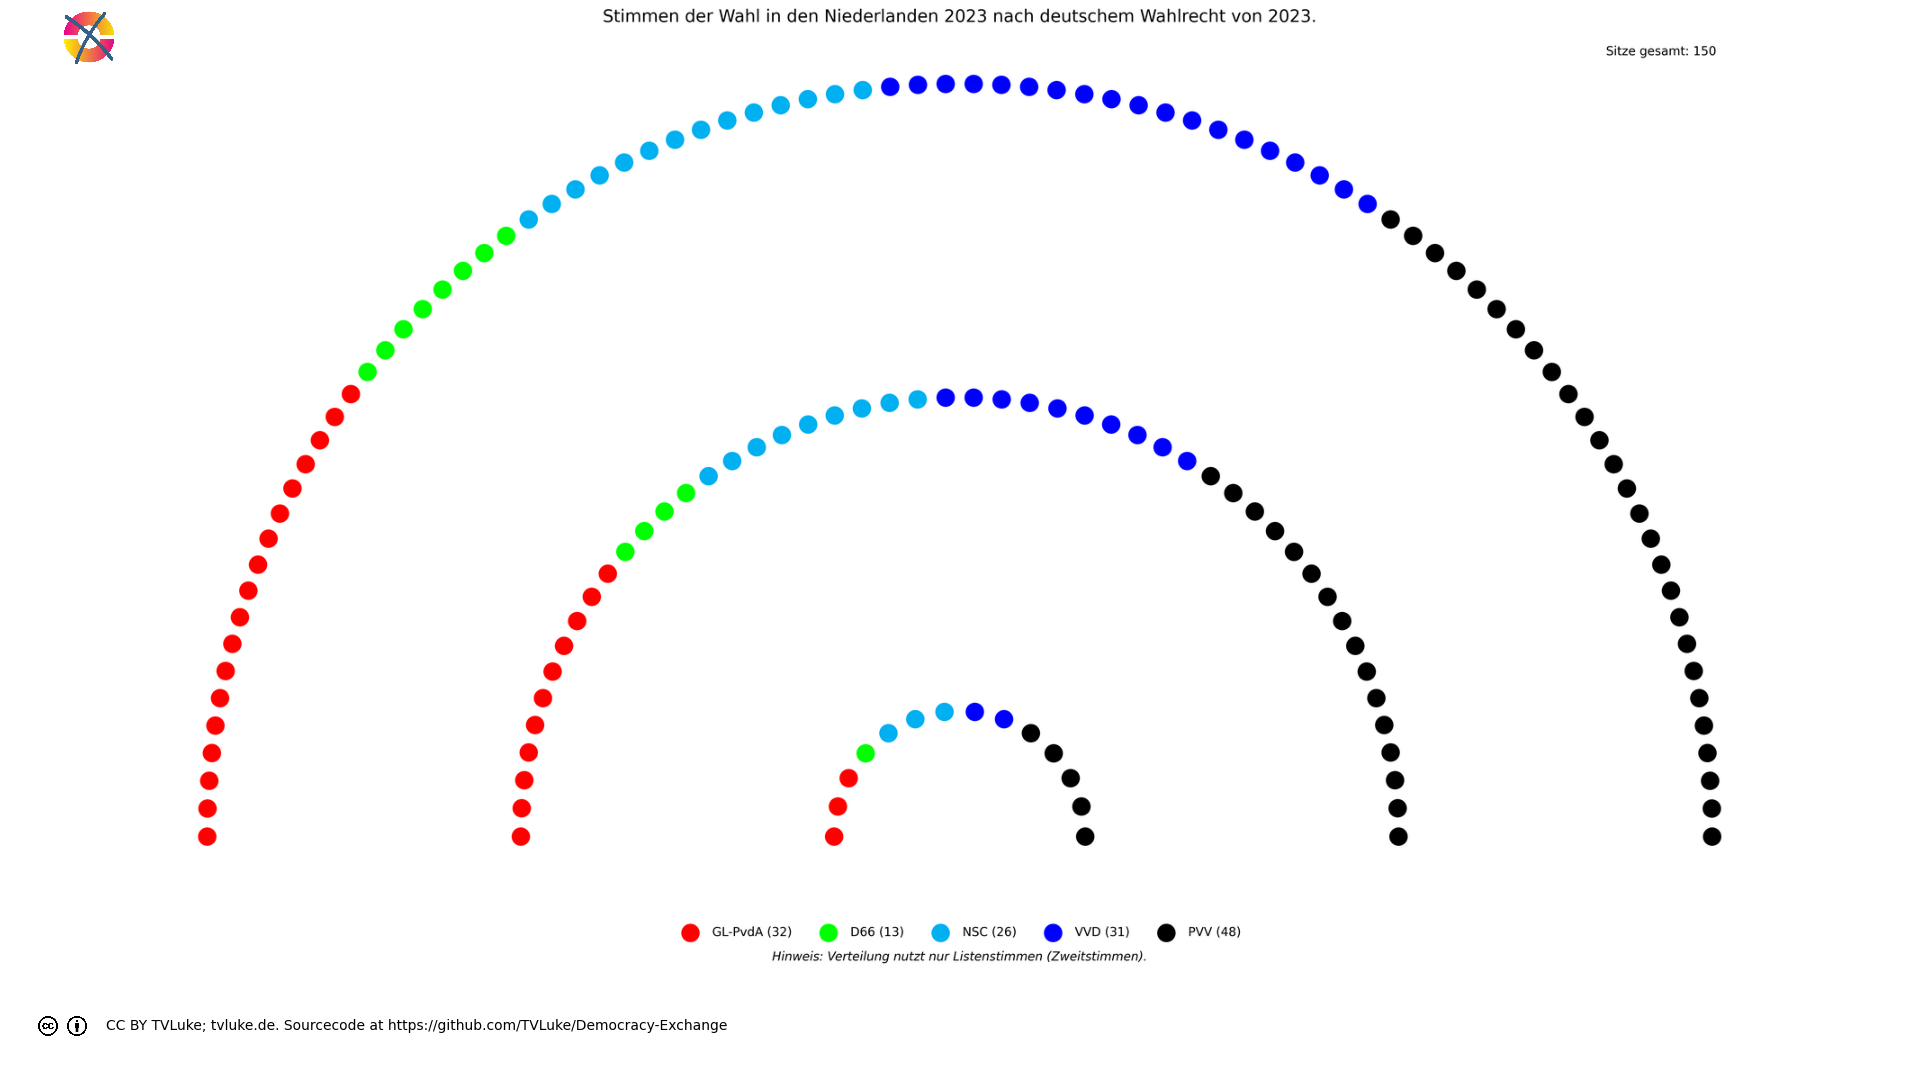 Stimmen der Wahl in den Niederlanden 2023 nach deutschem Wahlrecht von 2023.
Sitze gesamt: 150
GL-PvdA (32) D66 (13) NSC (26) VVD (31) PVV (48)
Hinweis: Verteilung nutzt nur Listenstimmen (Zweitstimmen).
cc CC BY TVLuke; tvluke.de. Sourcecode at https://github.com/TVLuke/Democracy-Exchange